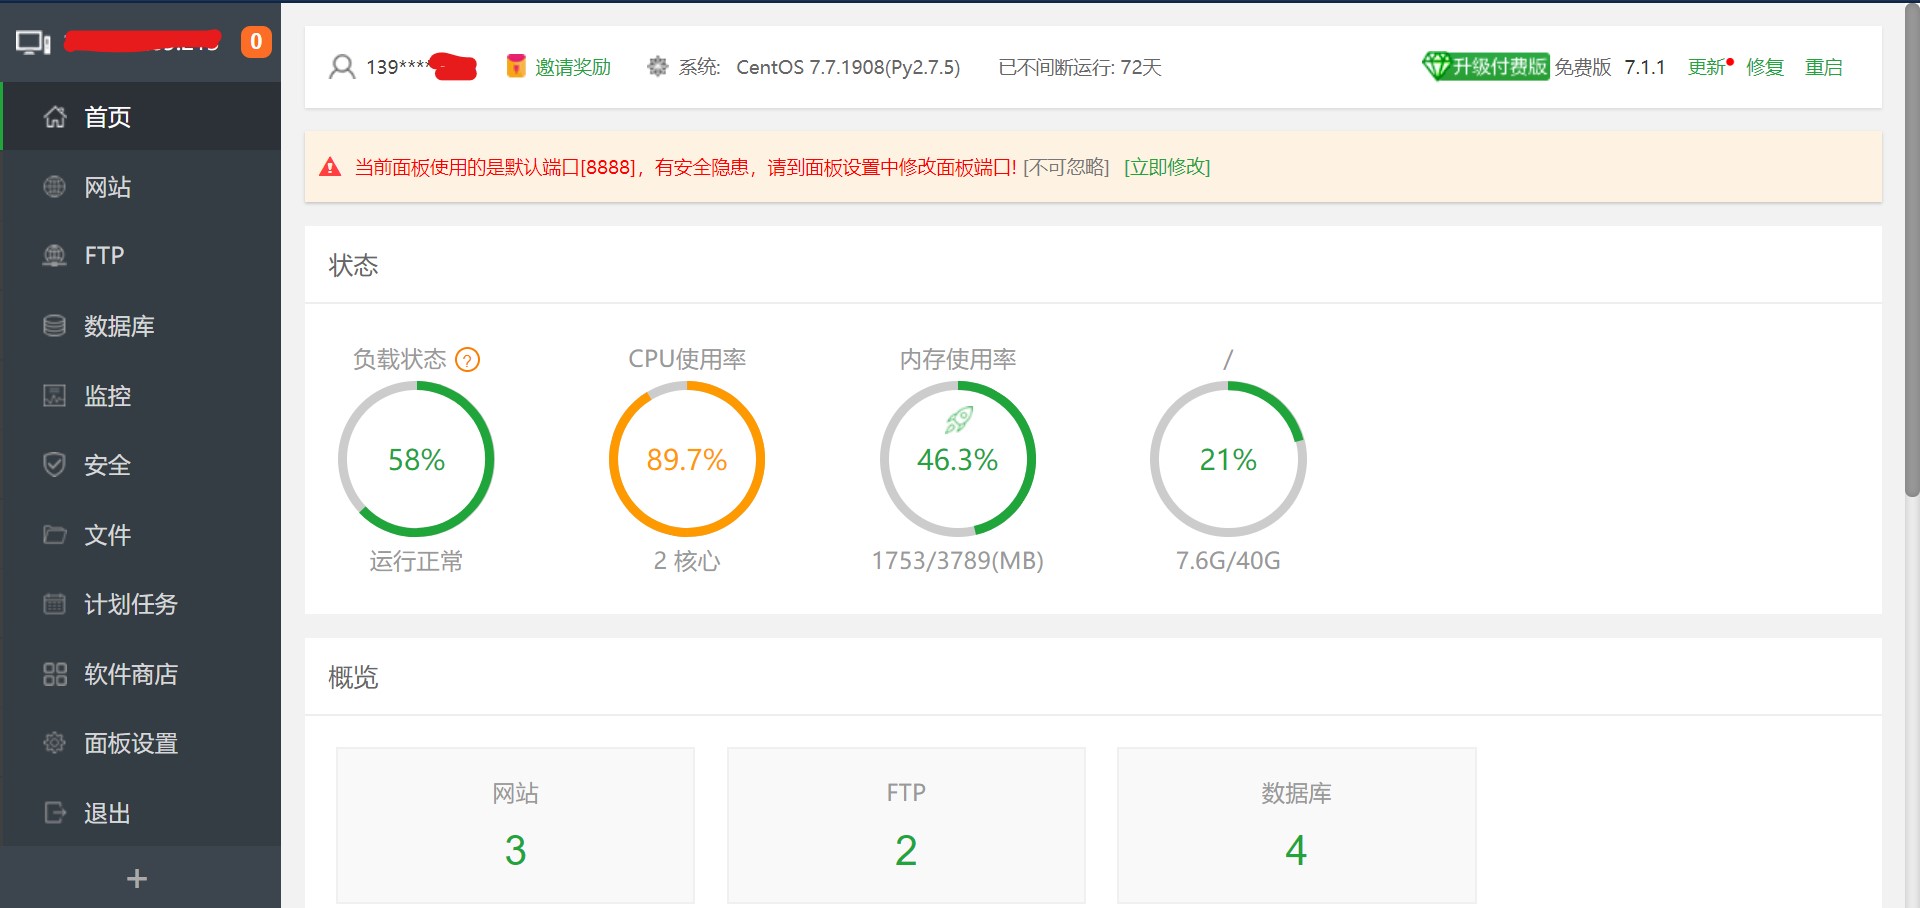 0
首页
网站
FTP
数据库
监控
安全
文件
计划任务
软件商店
面板设置
退出
+
139**** 邀请奖励 系统: CentOS 7.7.1908(Py2.7.5) 已不间断运行: 72天 升级付费版 免费版 7.1.1 更新 修复 重启
当前面板使用的是默认端口[8888]，有安全隐患，请到面板设置中修改面板端口! [不可忽略] [立即修改]
状态
负载状态 ? CPU使用率 内存使用率 /
58% 89.7% 46.3% 21%
运行正常 2 核心 1753/3789(MB) 7.6G/40G
概览
网站 FTP 数据库
3 2 4